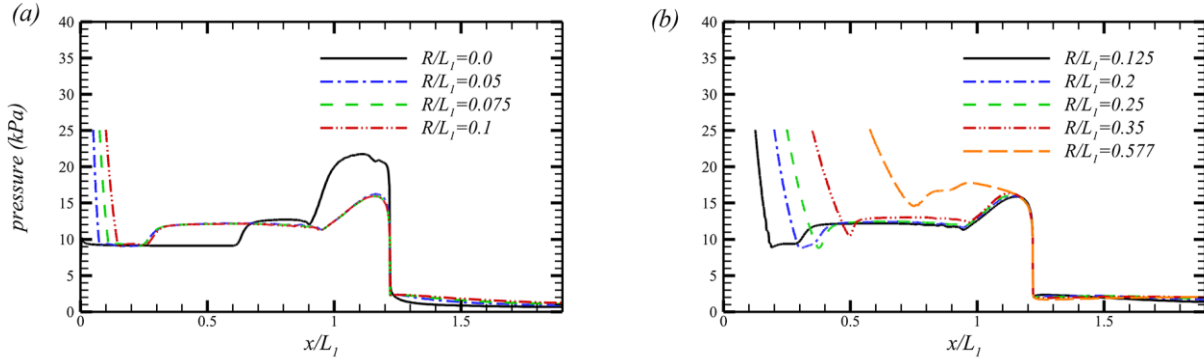 (a)
40
35
30
25
20
15
10
5
0
pressure (kPa)
0
0.5
1
1.5
x/L1
R/L1=0.0
R/L1=0.05
R/L1=0.075
R/L1=0.1
(b)
40
35
30
25
20
15
10
5
0
0
0.5
1
1.5
x/L1
R/L1=0.125
R/L1=0.2
R/L1=0.25
R/L1=0.35
R/L1=0.577